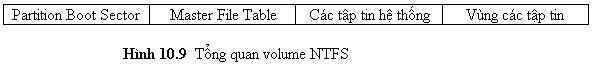 Partition Boot Sector Master File Table Các tập tin hệ thống Vùng các tập tin
Hình 10.9 Tổng quan volume NTFS